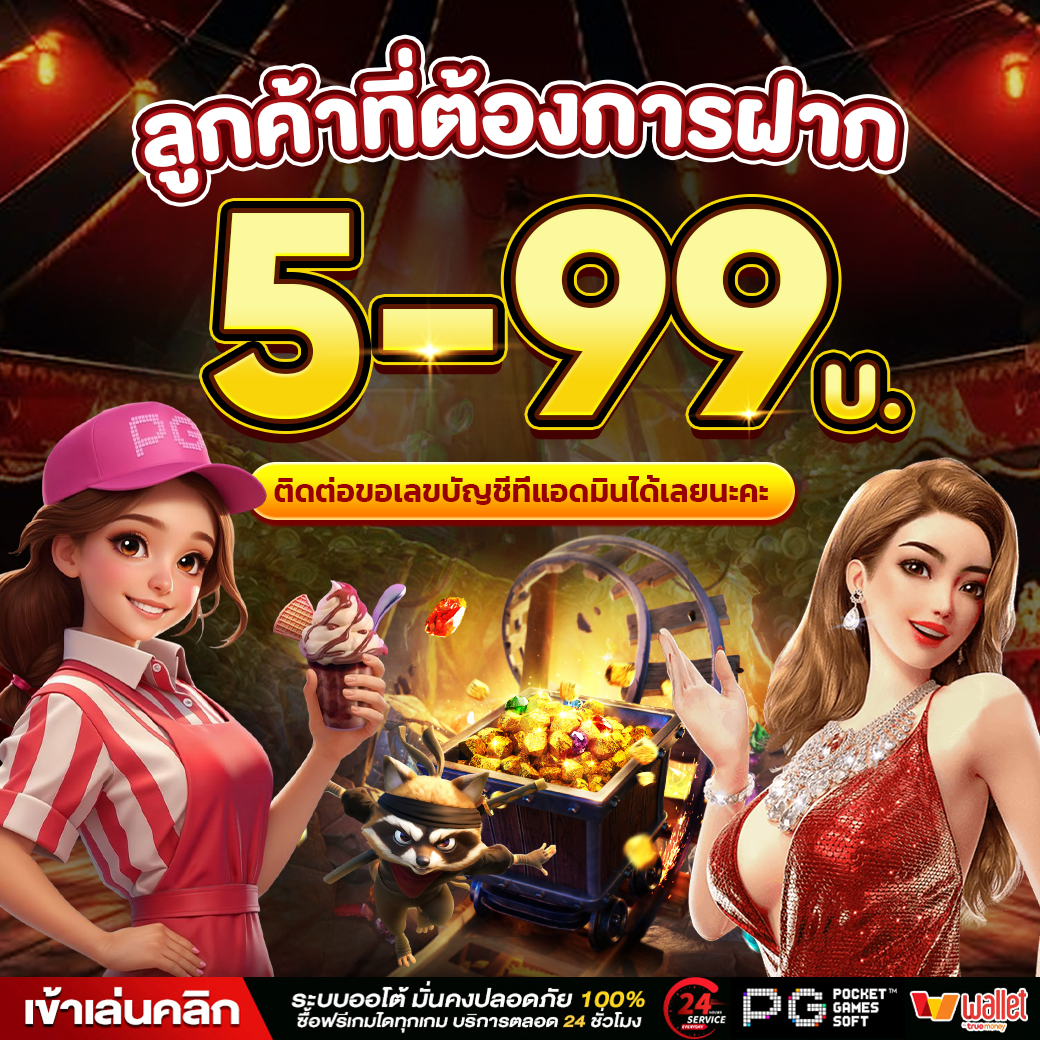 ลูกค้าที่ต้องการฝาก
5-99 บ.
ติดต่อขอเลขบัญชีทีแอดมินได้เลยนะคะ
PG
เข้าเล่นคลิก
ระบบออโต้ มั่นคงปลอดภัย 100%
ซื้อฟรีเกมไดทุกเกม บริการตลอด 24 ชั่วโมง
24 HOURS
SERVICE
EVERYDAY
PG POCKET™
GAMES
SOFT
wallet
by truemoney